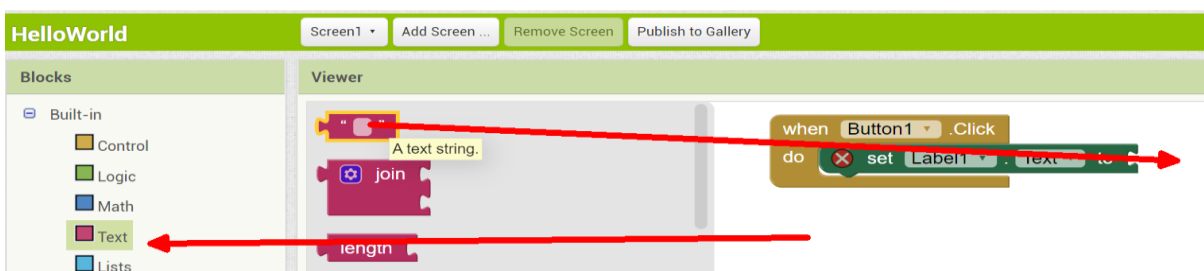 HelloWorld
Screen1 Add Screen ... Remove Screen Publish to Gallery
Blocks
Viewer
Built-in
Control
Logic
Math
Text
Lists
“ ”
A text string.
join
length
when Button1 .Click
do set Label1 . Text to